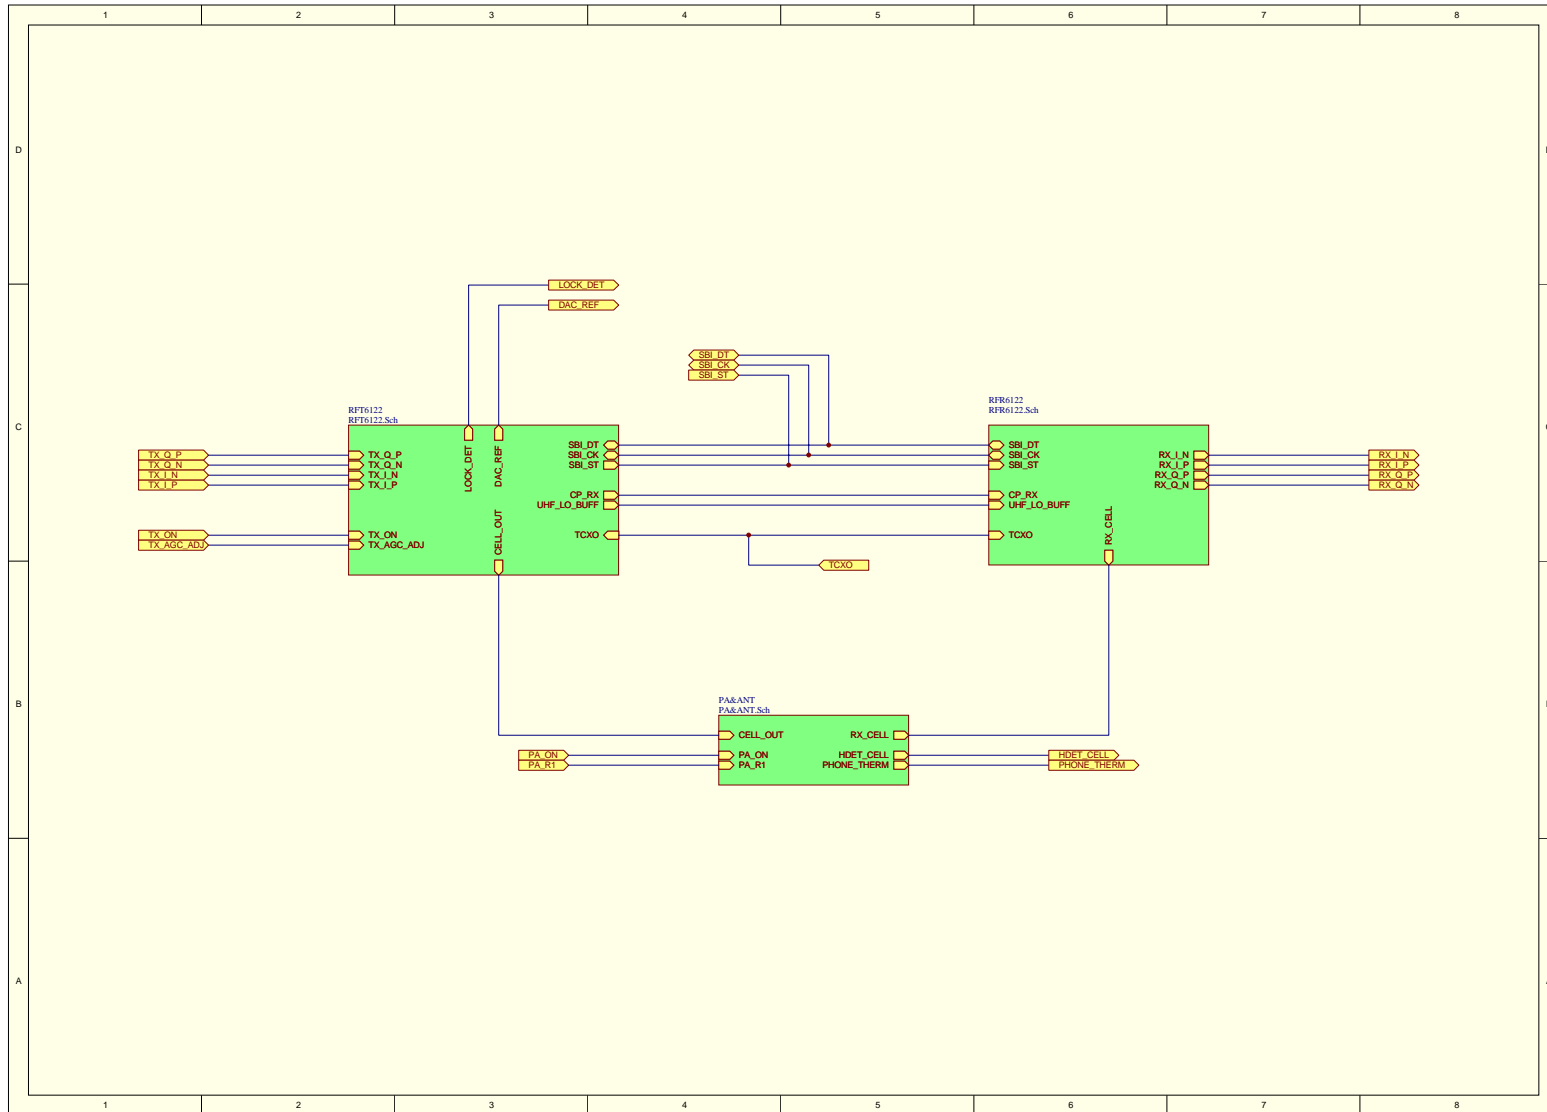 1 2 3 4 5 6 7 8
D
LOCK_DET
DAC_REF
SBI_DT
SBI_CK
SBI_ST
RFT6122
RFT6122.Sch
RFR6122
RFR6122.Sch
C
TX_Q_P
TX_Q_N
TX_I_N
TX_I_P
TX_ON
TX_AGC_ADJ
TX_Q_P
TX_Q_N
TX_I_N
TX_I_P
TX_ON
TX_AGC_ADJ
LOCK_DET
DAC_REF
CELL_OUT
SBI_DT
SBI_CK
SBI_ST
CP_RX
UHF_LO_BUFF
TCXO
TCXO
SBI_DT
SBI_CK
SBI_ST
CP_RX
UHF_LO_BUFF
TCXO
RX_CELL
RX_I_N
RX_I_P
RX_Q_P
RX_Q_N
RX_I_N
RX_I_P
RX_Q_P
RX_Q_N
B
PA&ANT
PA&ANT.Sch
PA_ON
PA_R1
CELL_OUT
PA_ON
PA_R1
RX_CELL
HDET_CELL
PHONE_THERM
HDET_CELL
PHONE_THERM
A
1 2 3 4 5 6 7 8